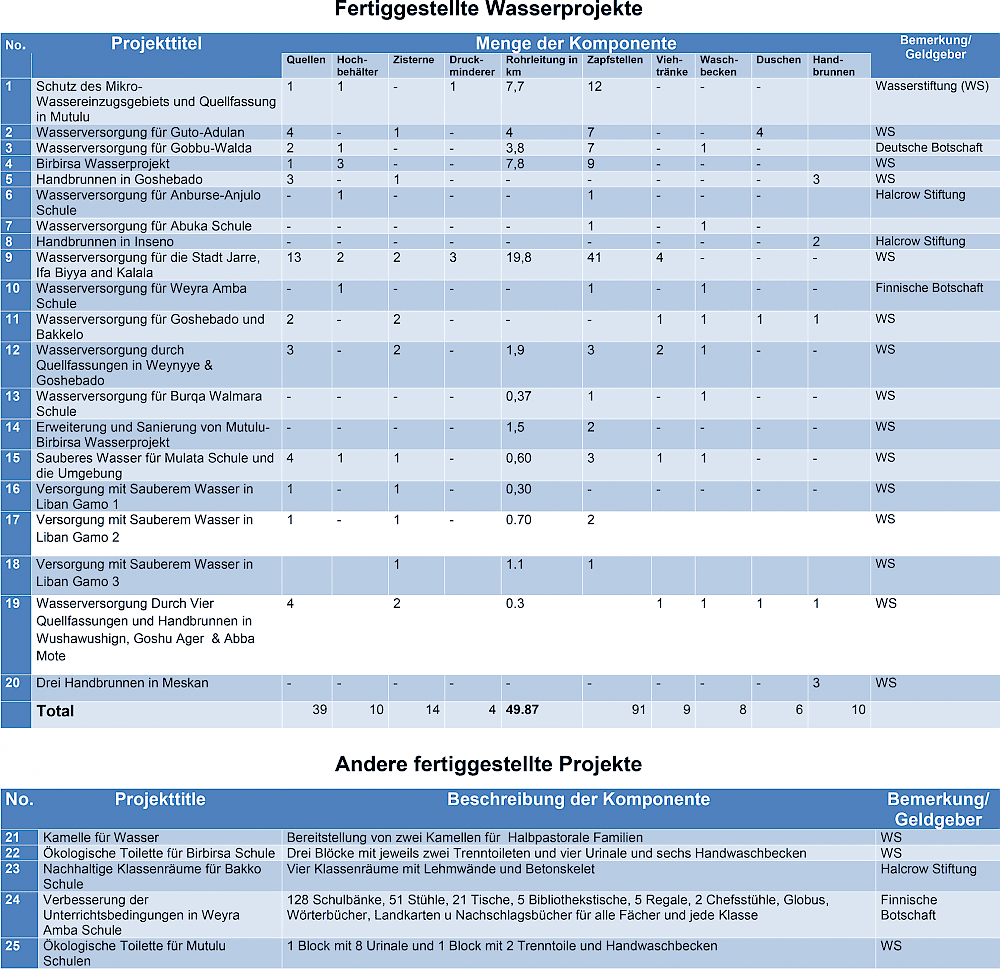 Fertiggestellte Wasserprojekte
No. Projekttitel Menge der Komponente Bemerkung/ Geldgeber
Quellen Hoch-behälter Zisterne Druck-minderer Rohrleitung in km Zapfstellen Vieh-tränke Wasch-becken Duschen Hand-brunnen
1 Schutz des Mikro- 1 1 - 1 7,7 12 - - - Wasserstiftung (WS)
Wassereinzugsgebiets und Quellfassung
in Mutulu
2 Wasserversorgung für Guto-Adulan 4 - 1 4 7 - - 4 WS
3 Wasserversorgung für Gobbu-Walda 2 1 - - 3,8 7 - 1 - Deutsche Botschaft
4 Birbirsa Wasserprojekt 1 3 - - 7,8 9 - - - WS
5 Handbrunnen in Goshebado 3 - 1 - - - - - - 3 WS
6 Wasserversorgung für Anburse-Anjulo - 1 - - - 1 - - - Halcrow Stiftung
Schule
7 Wasserversorgung für Abuka Schule - - - - 1 - 1 -
8 Handbrunnen in Inseno - - - - - - - - - 2 Halcrow Stiftung
9 Wasserversorgung für die Stadt Jarre, 13 2 2 3 19,8 41 4 - - - WS
Ifa Biyya and Kalala
10 Wasserversorgung für Weyra Amba - 1 - - 1 - 1 - - Finnische Botschaft
Schule
11 Wasserversorgung für Goshebado und 2 - 2 - - - 1 1 1 1 WS
Bakkelo
12 Wasserversorgung durch 3 - 2 - 1,9 3 2 1 - - WS
Quellfassungen in Weynyye &
Goshebado
13 Wasserversorgung für Burqa Walmara - - - - 0,37 1 - 1 - - WS
Schule
14 Erweiterung und Sanierung von Mutulu- - - - - 1,5 2 - - - - WS
Birbirsa Wasserprojekt
15 Sauberes Wasser für Mulata Schule und 4 1 1 - 0,60 3 1 1 - - WS
die Umgebung
16 Versorgung mit Sauberem Wasser in 1 - 1 - 0,30 - - - - - WS
Liban Gamo 1
17 Versorgung mit Sauberem Wasser in 1 - 1 - 0.70 2 WS
Liban Gamo 2
18 Versorgung mit Sauberem Wasser in 1 1.1 1 WS
Liban Gamo 3
19 Wasserversorgung Durch Vier 4 2 0.3 1 1 1 1 WS
Quellfassungen und Handbrunnen in
Wushawushign, Goshu Ager & Abba
Mote
20 Drei Handbrunnen in Meskan - - - - - - - - - 3 WS
Total 39 10 14 4 49.87 91 9 8 6 10
Andere fertiggestellte Projekte
No. Projekttitle Beschreibung der Komponente Bemerkung/ Geldgeber
21 Kamelle für Wasser Bereitstellung von zwei Kamellen für Halbpastorale Familien WS
22 Ökologische Toilette für Birbirsa Schule Drei Blöcke mit jeweils zwei Trenntoileten und vier Urinale und sechs Handwaschbecken WS
23 Nachhaltige Klassenräume für Bakko Vier Klassenräume mit Lehmwände und Betonskelet Halcrow Stiftung
Schule
24 Verbesserung der 128 Schulbänke, 51 Stühle, 21 Tische, 5 Bibliothekstische, 5 Regale, 2 Chefsstühle, Globus, Finnische
Unterrichtsbedingungen in Weyra Wörterbücher, Landkarten u Nachschlagsbücher für alle Fächer und jede Klasse Botschaft
Amba Schule
25 Ökologische Toilette für Mutulu 1 Block mit 8 Urinale und 1 Block mit 2 Trenntoile und Handwaschbecken WS
Schulen